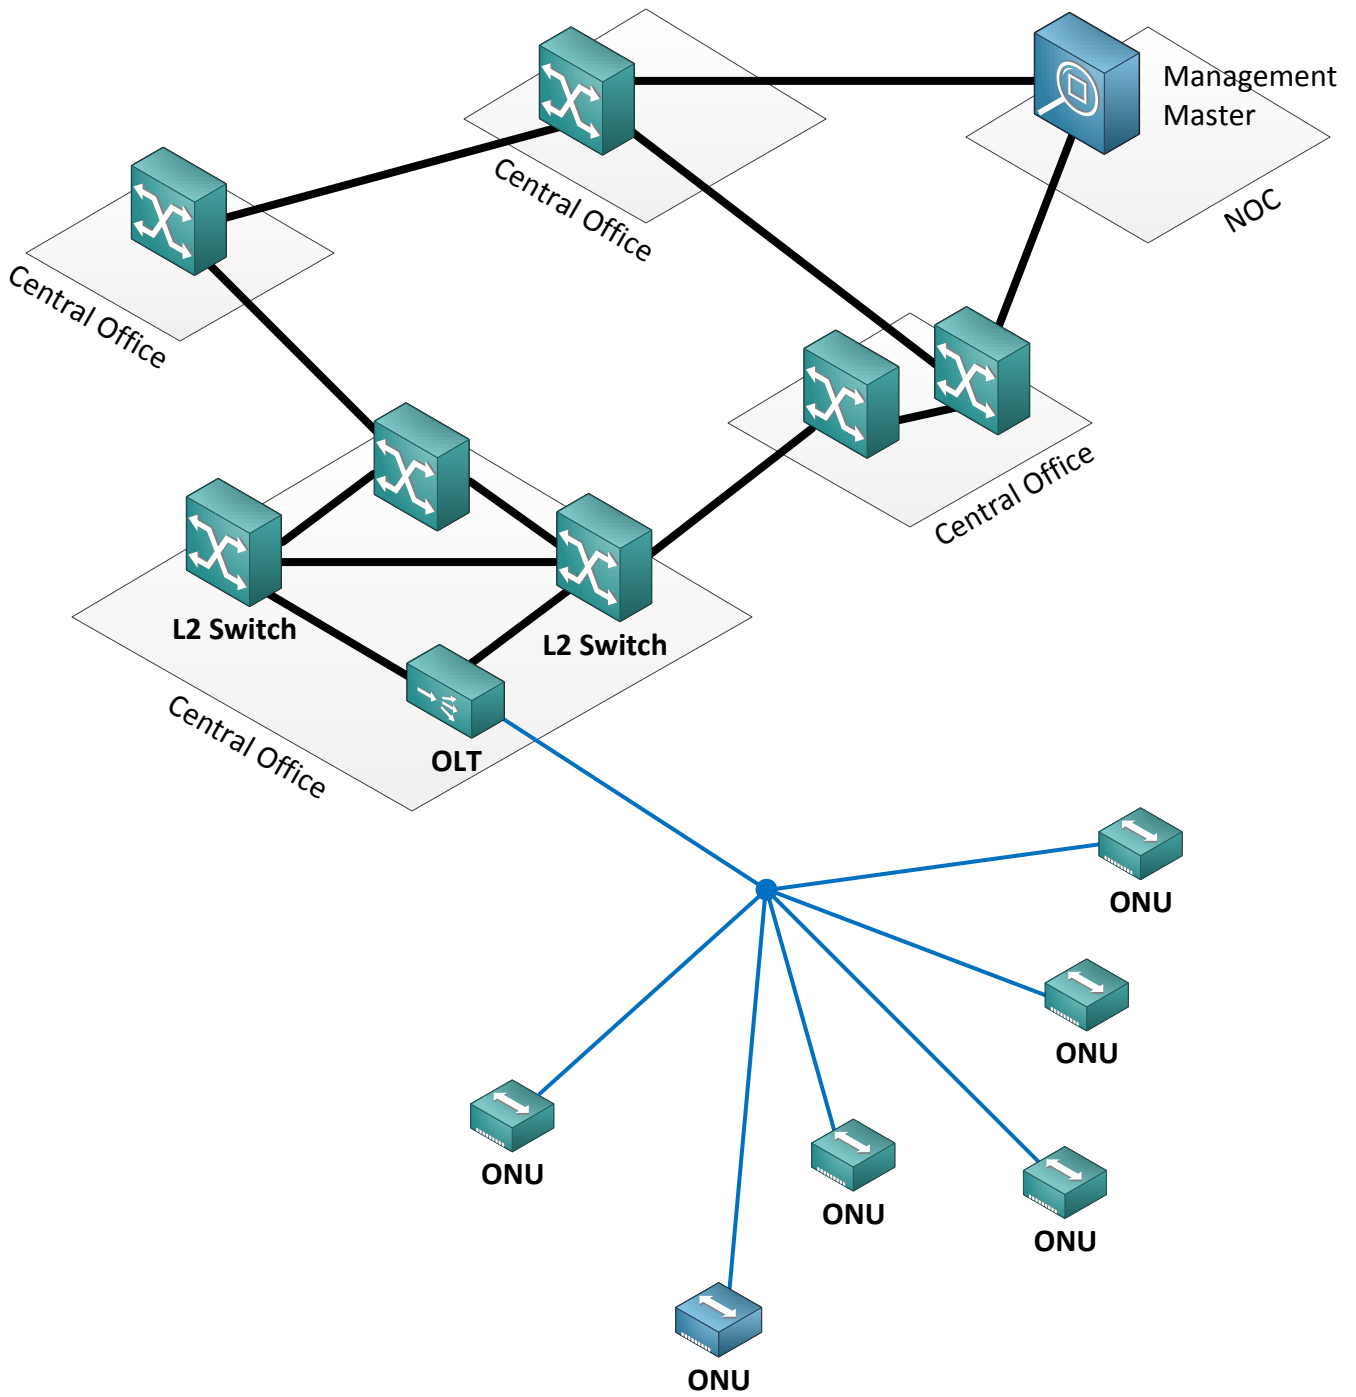 Management
Master
NOC
Central Office
Central Office
Central Office
L2 Switch
L2 Switch
Central Office
OLT
ONU
ONU
ONU
ONU
ONU
ONU